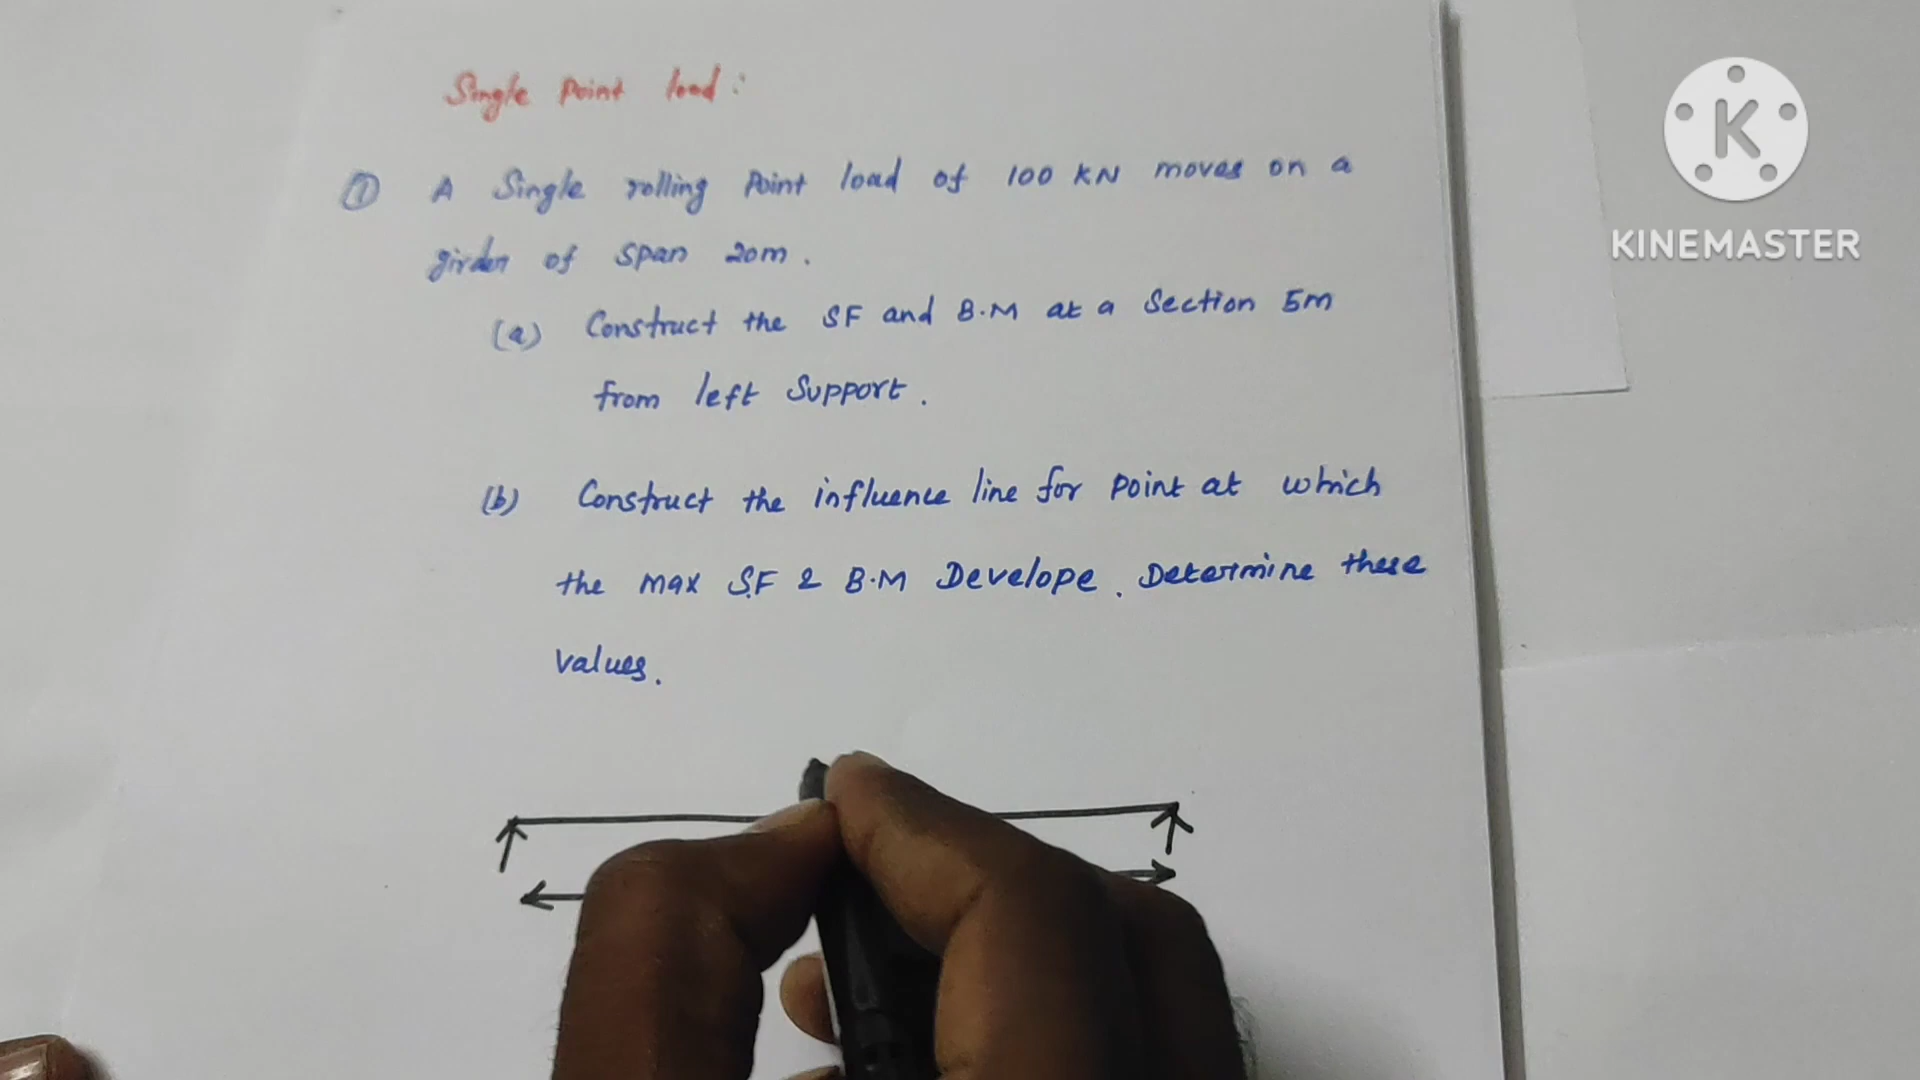 Single Point load :
K
KINEMASTER
① A Single rolling Point load of 100 KN moves on a
girder of span 20m .
(a) Construct the SF and B.M at a Section 5m
from left Support .
(b) Construct the influence line for point at which
the max S.F & B.M Develope . Determine these
values .